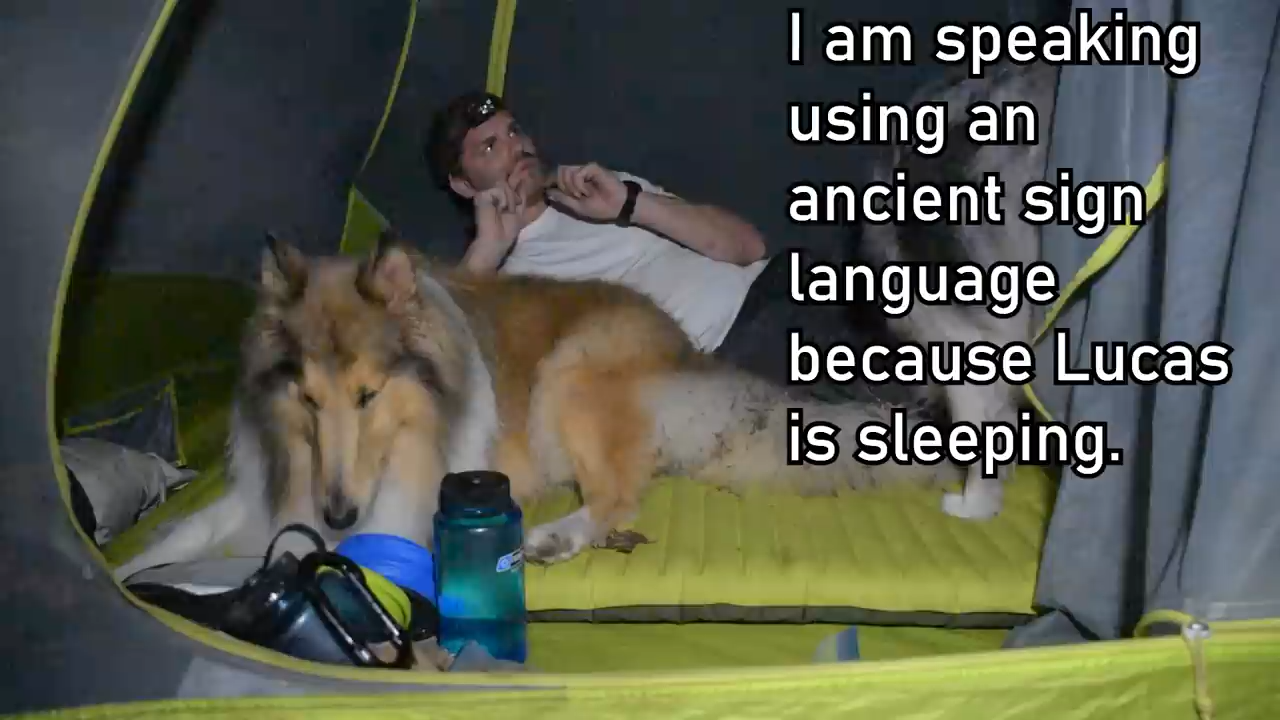 I am speaking
using an
ancient sign
language
because Lucas
is sleeping.